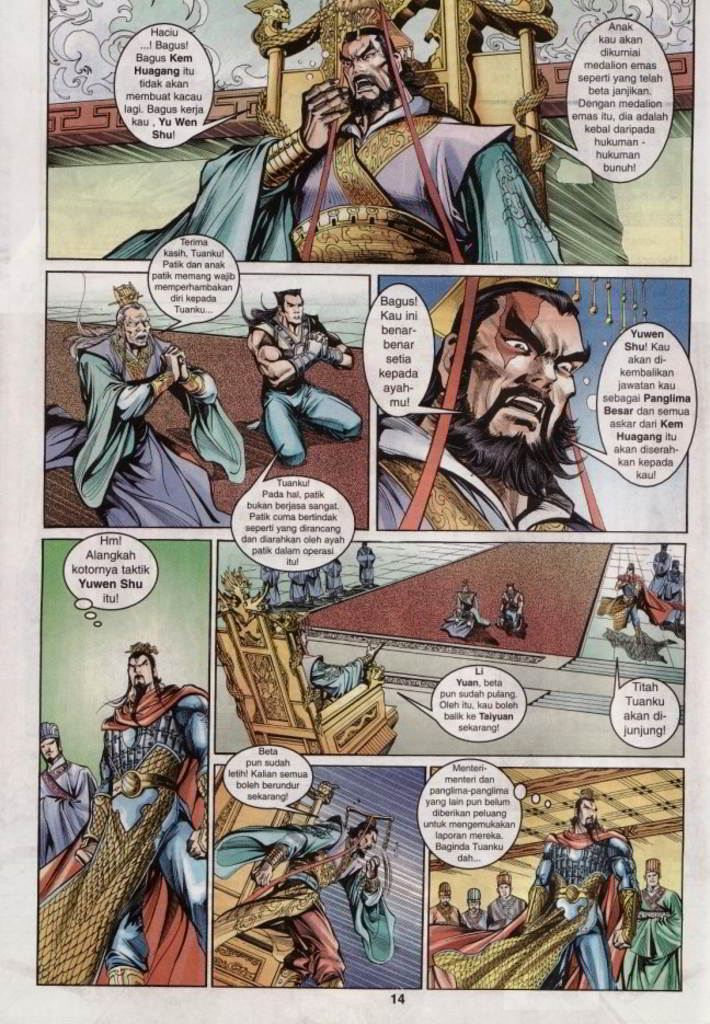 Haciu
...! Bagus!
Bagus Kem
Huagang itu
tidak akan
membuat kacau
lagi. Bagus kerja
kau , Yu Wen
Shu!
Anak
kau akan
dikurniai
medalion emas
seperti yang telah
beta janjikan.
Dengan medalion
emas itu, dia adalah
kebal daripada
hukuman -
hukuman
bunuh!
Terima
kasih, Tuanku!
Patik dan anak
patik memang wajib
memperhambakan
diri kepada
Tuanku...
Tuanku!
Pada hal, patik
bukan berjasa sangat.
Patik cuma bertindak
seperti yang dirancang
dan diarahkan oleh ayah
patik dalam operasi
itu!
Bagus!
Kau ini
benar-
benar
setia
kepada
ayah-
mu!
Yuwen
Shu! Kau
akan di-
kembalikan
jawatan kau
sebagai Panglima
Besar dan semua
askar dari Kem
Huagang itu
akan diserah-
kan kepada
kau!
Hm!
Alangkah
kotornya taktik
Yuwen Shu
itu!
Li
Yuan, beta
pun sudah pulang.
Oleh itu, kau boleh
balik ke Taiyuan
sekarang!
Titah
Tuanku
akan di-
junjung!
Beta
pun sudah
letih! Kalian semua
boleh berundur
sekarang!
Menteri-
menteri dan
panglima-panglima
yang lain pun belum
diberikan peluang
untuk mengemukakan
laporan mereka.
Baginda Tuanku
dah...
14